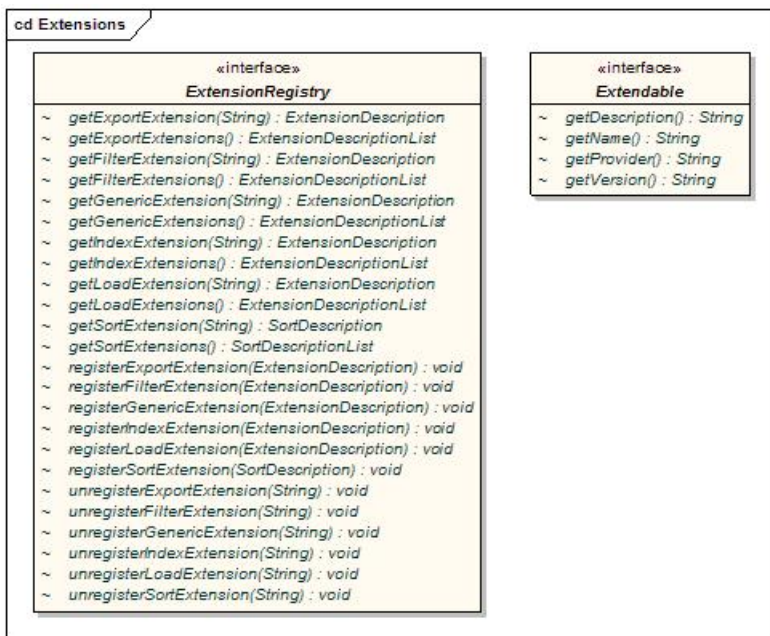 cd Extensions
«interface»
ExtensionRegistry
~ getExportExtension(String) : ExtensionDescription
~ getExportExtensions() : ExtensionDescriptionList
~ getFilterExtension(String) : ExtensionDescription
~ getFilterExtensions() : ExtensionDescriptionList
~ getGenericExtension(String) : ExtensionDescription
~ getGenericExtensions() : ExtensionDescriptionList
~ getIndexExtension(String) : ExtensionDescription
~ getIndexExtensions() : ExtensionDescriptionList
~ getLoadExtension(String) : ExtensionDescription
~ getLoadExtensions() : ExtensionDescriptionList
~ getSortExtension(String) : SortDescription
~ getSortExtensions() : SortDescriptionList
~ registerExportExtension(ExtensionDescription) : void
~ registerFilterExtension(ExtensionDescription) : void
~ registerGenericExtension(ExtensionDescription) : void
~ registerIndexExtension(ExtensionDescription) : void
~ registerLoadExtension(ExtensionDescription) : void
~ registerSortExtension(SortDescription) : void
~ unregisterExportExtension(String) : void
~ unregisterFilterExtension(String) : void
~ unregisterGenericExtension(String) : void
~ unregisterIndexExtension(String) : void
~ unregisterLoadExtension(String) : void
~ unregisterSortExtension(String) : void
«interface»
Extendable
~ getDescription() : String
~ getName() : String
~ getProvider() : String
~ getVersion() : String